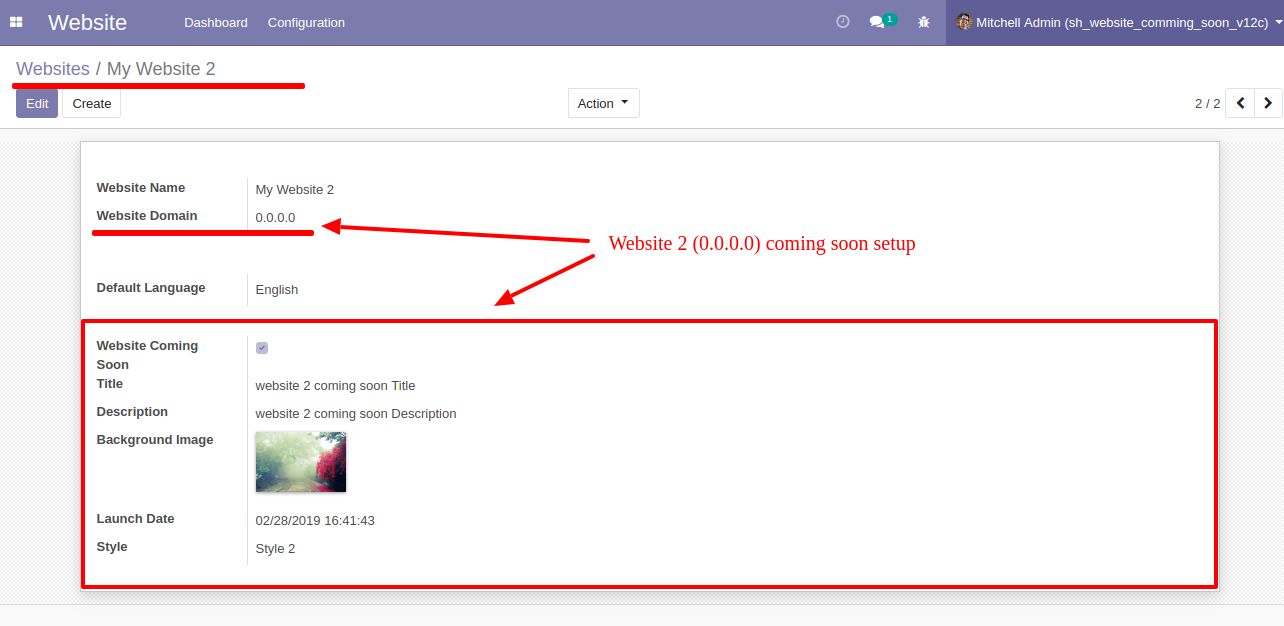 Website Dashboard Configuration 1 Mitchell Admin (sh_website_comming_soon_v12c)
Websites / My Website 2
Edit Create Action 2 / 2
Website Name My Website 2
Website Domain 0.0.0.0
Website 2 (0.0.0.0) coming soon setup
Default Language English
Website Coming
Soon
Title website 2 coming soon Title
Description website 2 coming soon Description
Background Image
Launch Date 02/28/2019 16:41:43
Style Style 2